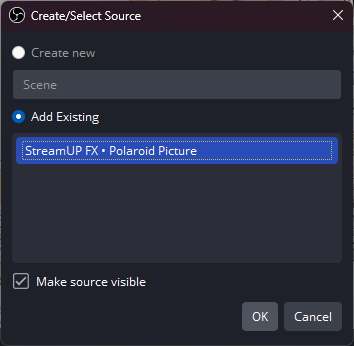 Create/Select Source
Create new
Scene
Add Existing
StreamUP FX • Polaroid Picture
Make source visible
OK
Cancel